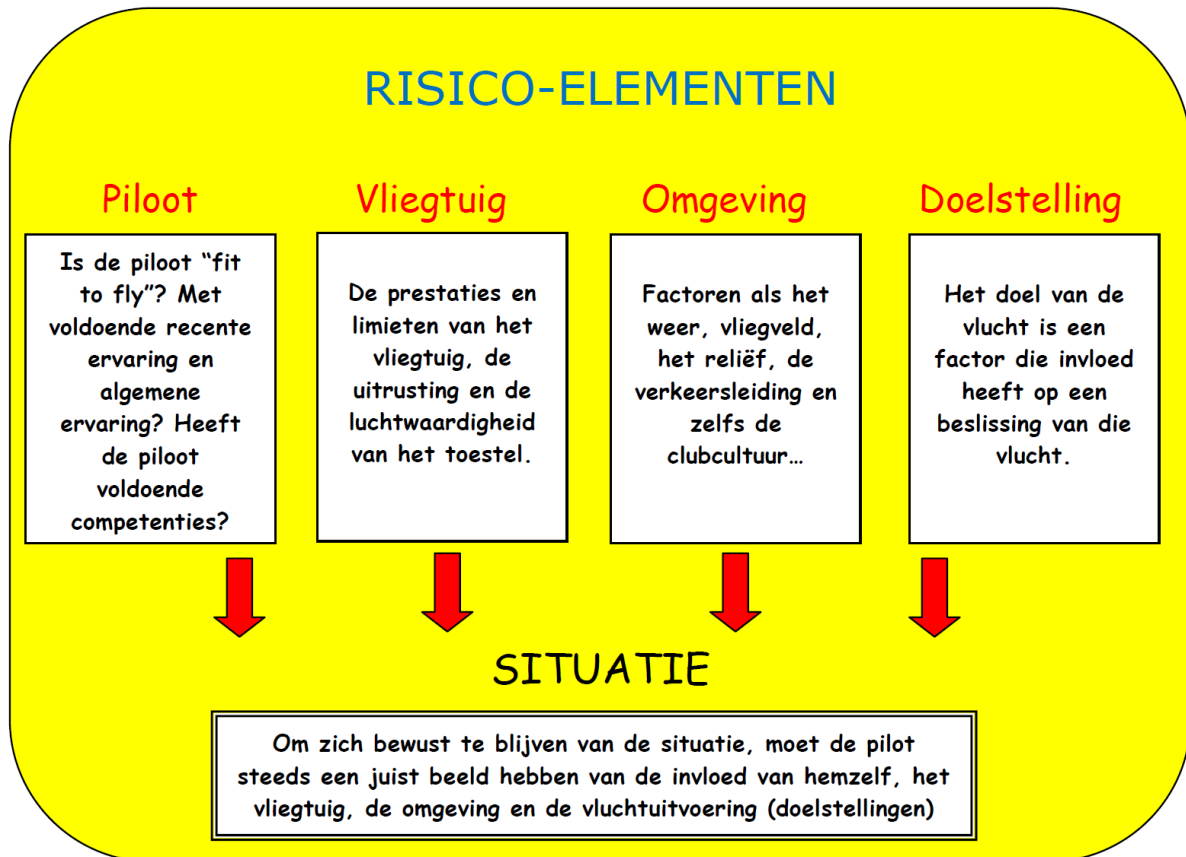 RISICO-ELEMENTEN
Piloot
Is de piloot “fit
to fly”? Met
voldoende recente
ervaring en
algemene
ervaring? Heeft
de piloot
voldoende
competenties?
Vliegtuig
De prestaties en
limieten van het
vliegtuig, de
uitrusting en de
luchtwaardigheid
van het toestel.
Omgeving
Factoren als het
weer, vliegveld,
het reliëf, de
verkeersleiding en
zelfs de
clubcultuur…
Doelstelling
Het doel van de
vlucht is een
factor die invloed
heeft op een
beslissing van die
vlucht.
SITUATIE
Om zich bewust te blijven van de situatie, moet de pilot
steeds een juist beeld hebben van de invloed van hemzelf, het
vliegtuig, de omgeving en de vluchtuitvoering (doelstellingen)